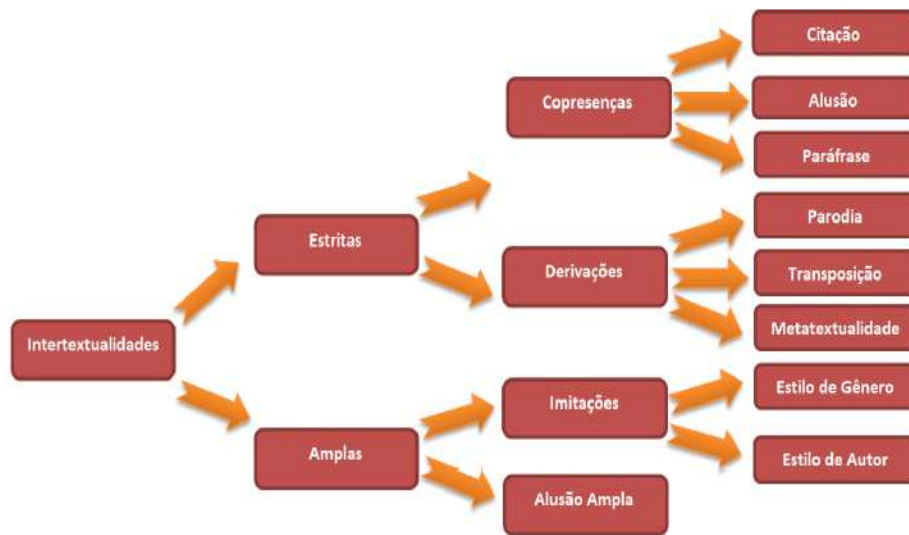 Citação
Copresenças
Alusão
Paráfrase
Estritas
Parodia
Derivações
Transposição
Metatextualidade
Intertextualidades
Imitações
Estilo de Gênero
Amplas
Estilo de Autor
Alusão Ampla